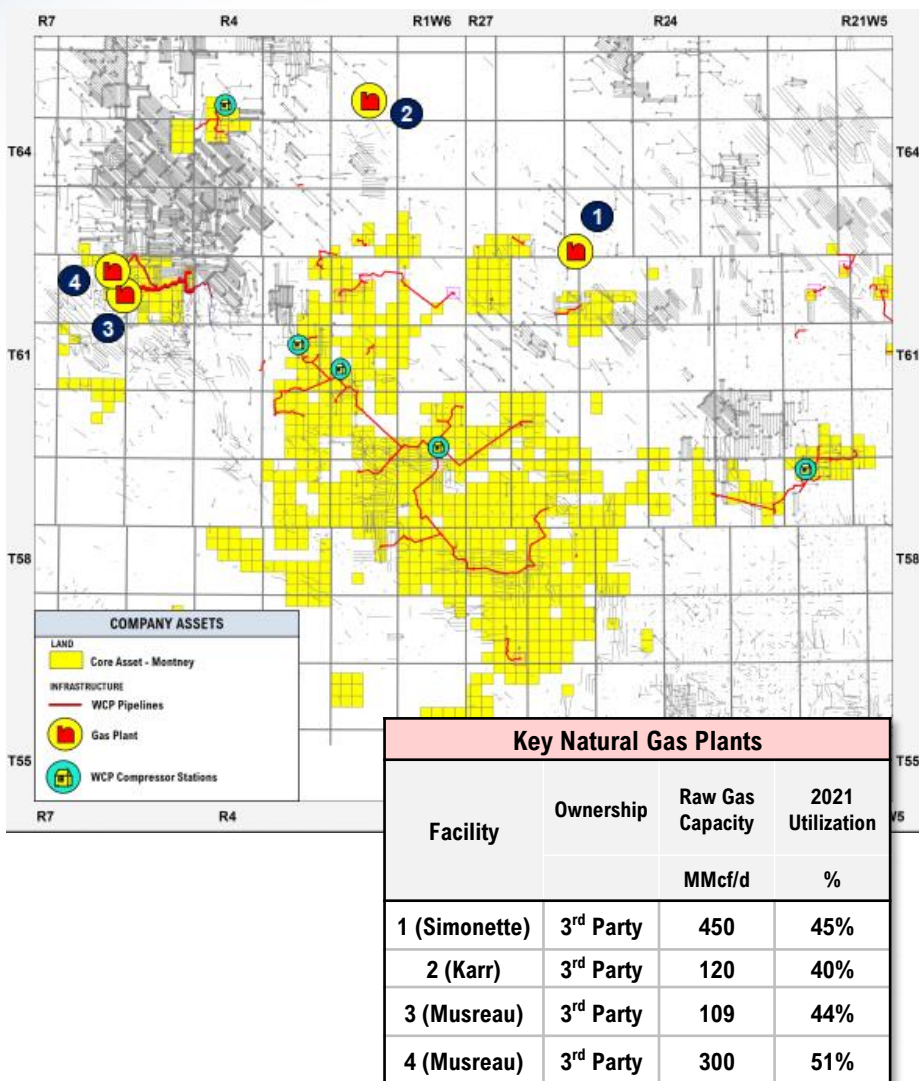 R7 R4 R1W6 R27 R24 R21W5
2
T64 T64
1
4
3
T61 T61
T58 T58
COMPANY ASSETS
LAND
Core Asset - Montney
INFRASTRUCTURE
WCP Pipelines
Gas Plant
WCP Compressor Stations
T55 T55
R7 R4 W5
Key Natural Gas Plants
Facility Ownership Raw Gas Capacity 2021 Utilization
MMcf/d %
1 (Simonette) 3rd Party 450 45%
2 (Karr) 3rd Party 120 40%
3 (Musreau) 3rd Party 109 44%
4 (Musreau) 3rd Party 300 51%